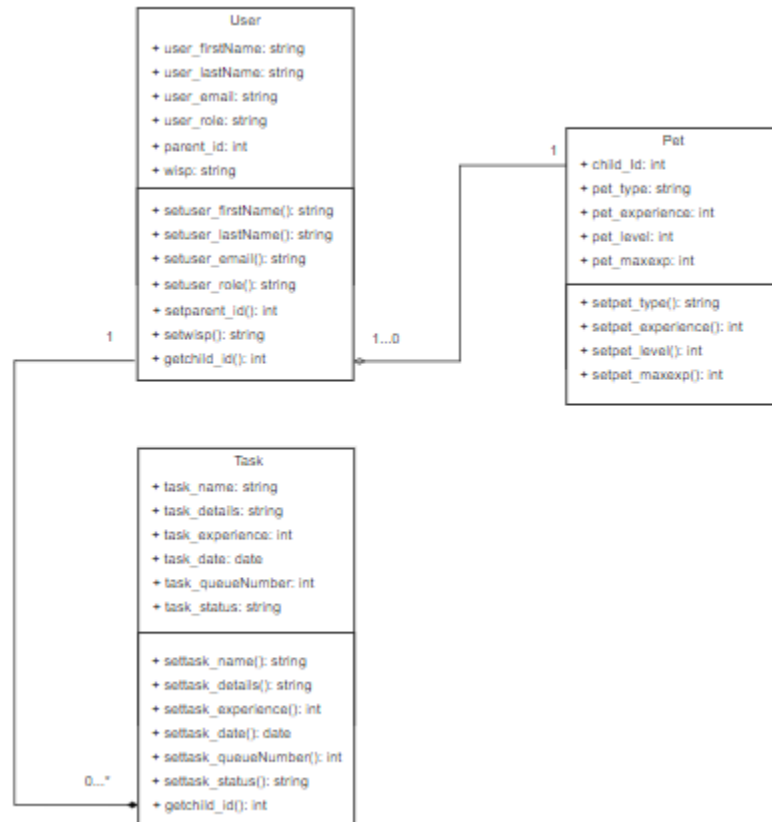 User
+ user_firstName: string
+ user_lastName: string
+ user_email: string
+ user_role: string
+ parent_id: int
+ wisp: string
+ setuser_firstName(): string
+ setuser_lastName(): string
+ setuser_email(): string
+ setuser_role(): string
+ setparent_id(): int
+ setwisp(): string
+ getchild_id(): int
1
1...0
1
Pet
+ child_Id: int
+ pet_type: string
+ pet_experience: int
+ pet_level: int
+ pet_maxexp: int
+ setpet_type(): string
+ setpet_experience(): int
+ setpet_level(): int
+ setpet_maxexp(): int
Task
+ task_name: string
+ task_details: string
+ task_experience: int
+ task_date: date
+ task_queueNumber: int
+ task_status: string
+ settask_name(): string
+ settask_details(): string
+ settask_experience(): int
+ settask_date(): date
+ settask_queueNumber(): int
+ settask_status(): string
+ getchild_id(): int
0...*